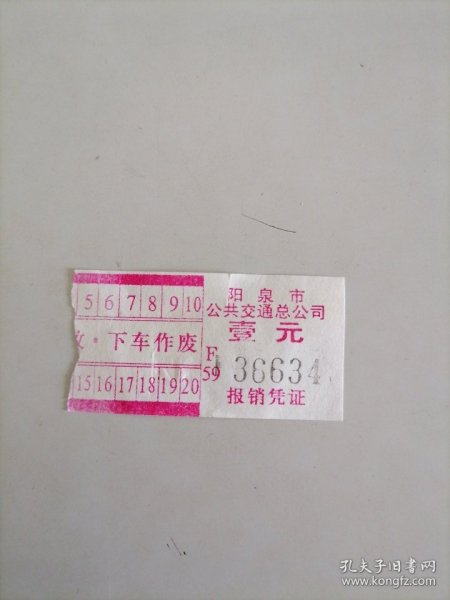 5 6 7 8 9 10
·下车作废
15 16 17 18 19 20
阳泉市
公共交通总公司
壹元
F
59
36634
报销凭证
孔夫子旧书网
www.kongfz.com